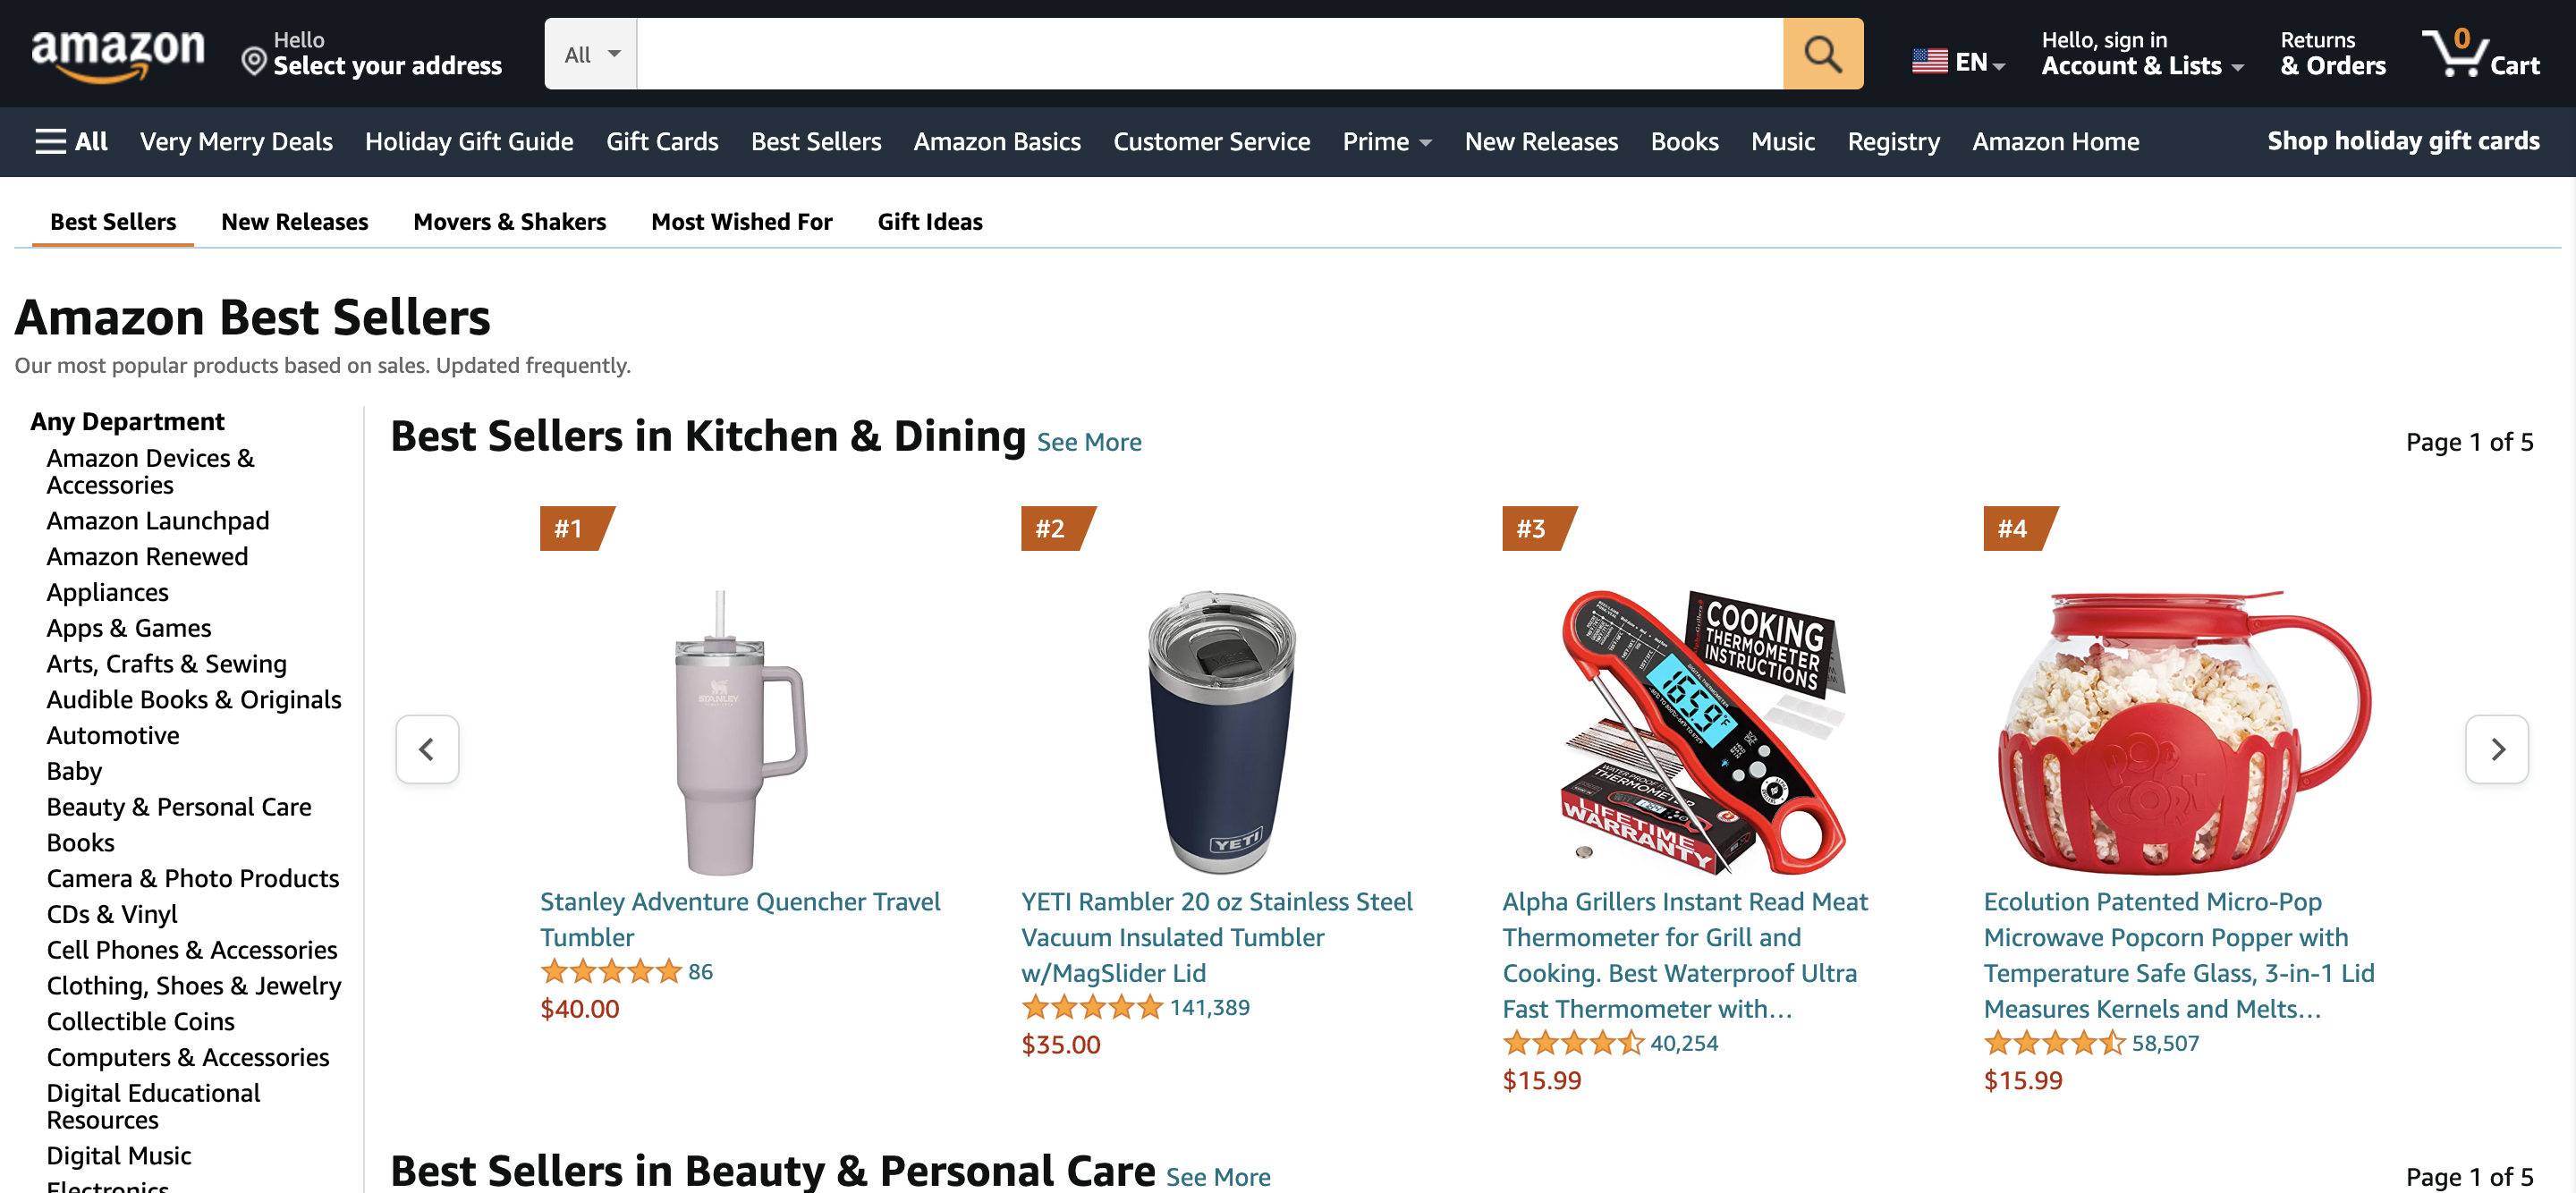 amazon
Hello
Select your address
All
EN
Hello, sign in
Account & Lists
Returns
& Orders
0
Cart
All
Very Merry Deals
Holiday Gift Guide
Gift Cards
Best Sellers
Amazon Basics
Customer Service
Prime
New Releases
Books
Music
Registry
Amazon Home
Shop holiday gift cards
Best Sellers
New Releases
Movers & Shakers
Most Wished For
Gift Ideas
Amazon Best Sellers
Our most popular products based on sales. Updated frequently.
Any Department
Amazon Devices &
Accessories
Amazon Launchpad
Amazon Renewed
Appliances
Apps & Games
Arts, Crafts & Sewing
Audible Books & Originals
Automotive
Baby
Beauty & Personal Care
Books
Camera & Photo Products
CDs & Vinyl
Cell Phones & Accessories
Clothing, Shoes & Jewelry
Collectible Coins
Computers & Accessories
Digital Educational
Resources
Digital Music
Electronics
Best Sellers in Kitchen & Dining See More
Page 1 of 5
#1
STANLEY
Stanley Adventure Quencher Travel
Tumbler
86
$40.00
#2
YETI
YETI Rambler 20 oz Stainless Steel
Vacuum Insulated Tumbler
w/MagSlider Lid
141,389
$35.00
#3
COOKING
THERMOMETER
INSTRUCTIONS
165.9°F
WATERPROOF
THERMOMETER
LIFETIME
WARRANTY
Alpha Grillers Instant Read Meat
Thermometer for Grill and
Cooking. Best Waterproof Ultra
Fast Thermometer with…
40,254
$15.99
#4
POP
CORN
Ecolution Patented Micro-Pop
Microwave Popcorn Popper with
Temperature Safe Glass, 3-in-1 Lid
Measures Kernels and Melts…
58,507
$15.99
Best Sellers in Beauty & Personal Care See More
Page 1 of 5